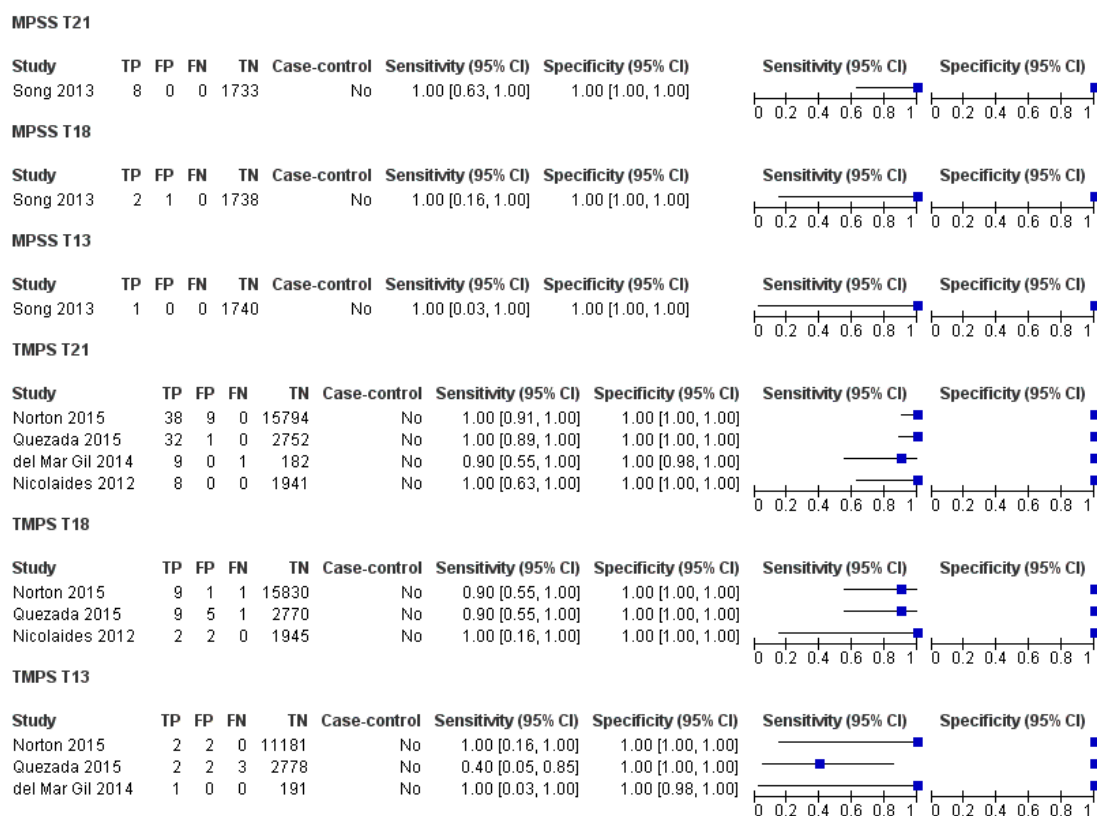 MPSS T21
Study TP FP FN TN Case-control Sensitivity (95% CI) Specificity (95% CI) Sensitivity (95% CI) Specificity (95% CI)
Song 2013 8 0 0 1733 No 1.00 [0.63, 1.00] 1.00 [1.00, 1.00]
0 0.2 0.4 0.6 0.8 1 0 0.2 0.4 0.6 0.8 1
MPSS T18
Study TP FP FN TN Case-control Sensitivity (95% CI) Specificity (95% CI) Sensitivity (95% CI) Specificity (95% CI)
Song 2013 2 1 0 1738 No 1.00 [0.16, 1.00] 1.00 [1.00, 1.00]
0 0.2 0.4 0.6 0.8 1 0 0.2 0.4 0.6 0.8 1
MPSS T13
Study TP FP FN TN Case-control Sensitivity (95% CI) Specificity (95% CI) Sensitivity (95% CI) Specificity (95% CI)
Song 2013 1 0 0 1740 No 1.00 [0.03, 1.00] 1.00 [1.00, 1.00]
0 0.2 0.4 0.6 0.8 1 0 0.2 0.4 0.6 0.8 1
TMPS T21
Study TP FP FN TN Case-control Sensitivity (95% CI) Specificity (95% CI) Sensitivity (95% CI) Specificity (95% CI)
Norton 2015 38 9 0 15794 No 1.00 [0.91, 1.00] 1.00 [1.00, 1.00]
Quezada 2015 32 1 0 2752 No 1.00 [0.89, 1.00] 1.00 [1.00, 1.00]
del Mar Gil 2014 9 0 1 182 No 0.90 [0.55, 1.00] 1.00 [0.98, 1.00]
Nicolaides 2012 8 0 0 1941 No 1.00 [0.63, 1.00] 1.00 [1.00, 1.00]
0 0.2 0.4 0.6 0.8 1 0 0.2 0.4 0.6 0.8 1
TMPS T18
Study TP FP FN TN Case-control Sensitivity (95% CI) Specificity (95% CI) Sensitivity (95% CI) Specificity (95% CI)
Norton 2015 9 1 1 15830 No 0.90 [0.55, 1.00] 1.00 [1.00, 1.00]
Quezada 2015 9 5 1 2770 No 0.90 [0.55, 1.00] 1.00 [1.00, 1.00]
Nicolaides 2012 2 2 0 1945 No 1.00 [0.16, 1.00] 1.00 [1.00, 1.00]
0 0.2 0.4 0.6 0.8 1 0 0.2 0.4 0.6 0.8 1
TMPS T13
Study TP FP FN TN Case-control Sensitivity (95% CI) Specificity (95% CI) Sensitivity (95% CI) Specificity (95% CI)
Norton 2015 2 2 0 11181 No 1.00 [0.16, 1.00] 1.00 [1.00, 1.00]
Quezada 2015 2 2 3 2778 No 0.40 [0.05, 0.85] 1.00 [1.00, 1.00]
del Mar Gil 2014 1 0 0 191 No 1.00 [0.03, 1.00] 1.00 [0.98, 1.00]
0 0.2 0.4 0.6 0.8 1 0 0.2 0.4 0.6 0.8 1